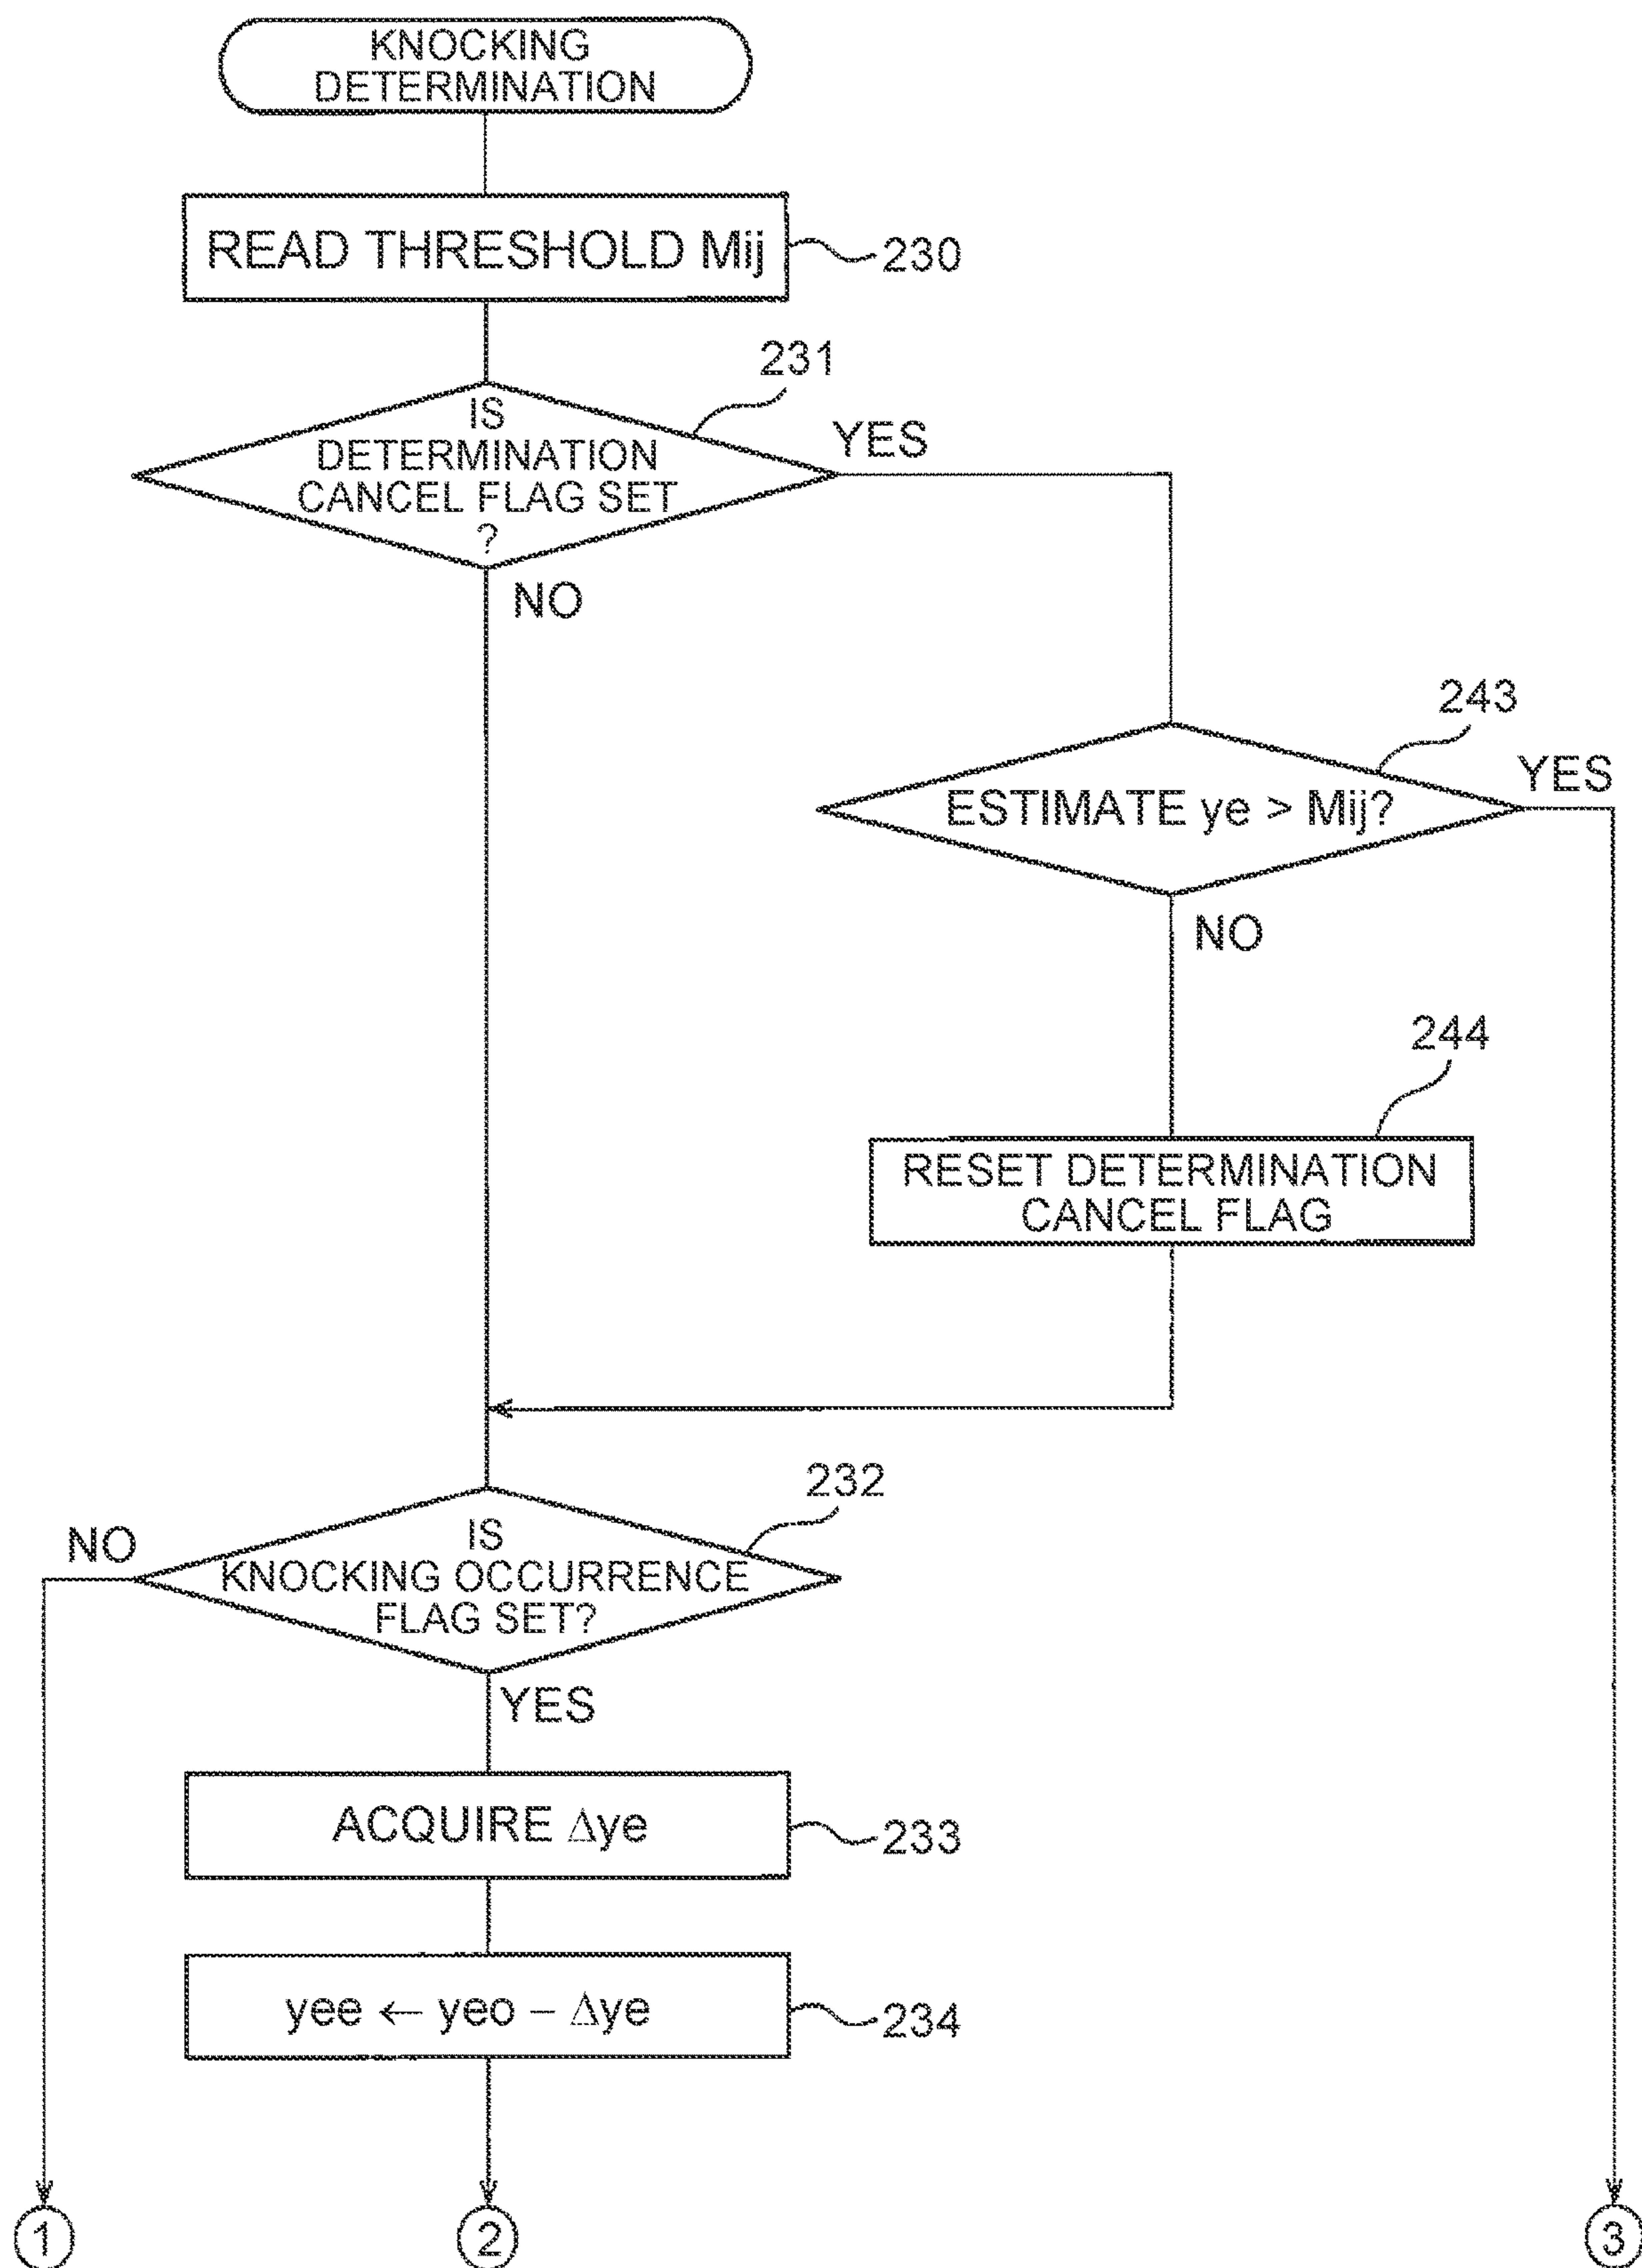 KNOCKING
DETERMINATION
READ THRESHOLD Mij
230
231
IS
DETERMINATION
CANCEL FLAG SET
?
YES
NO
243
ESTIMATE ye > Mij?
YES
NO
244
RESET DETERMINATION
CANCEL FLAG
232
IS
KNOCKING OCCURRENCE
FLAG SET?
NO
YES
ACQUIRE Δye
233
yee ← yeo – Δye
234
1
2
3